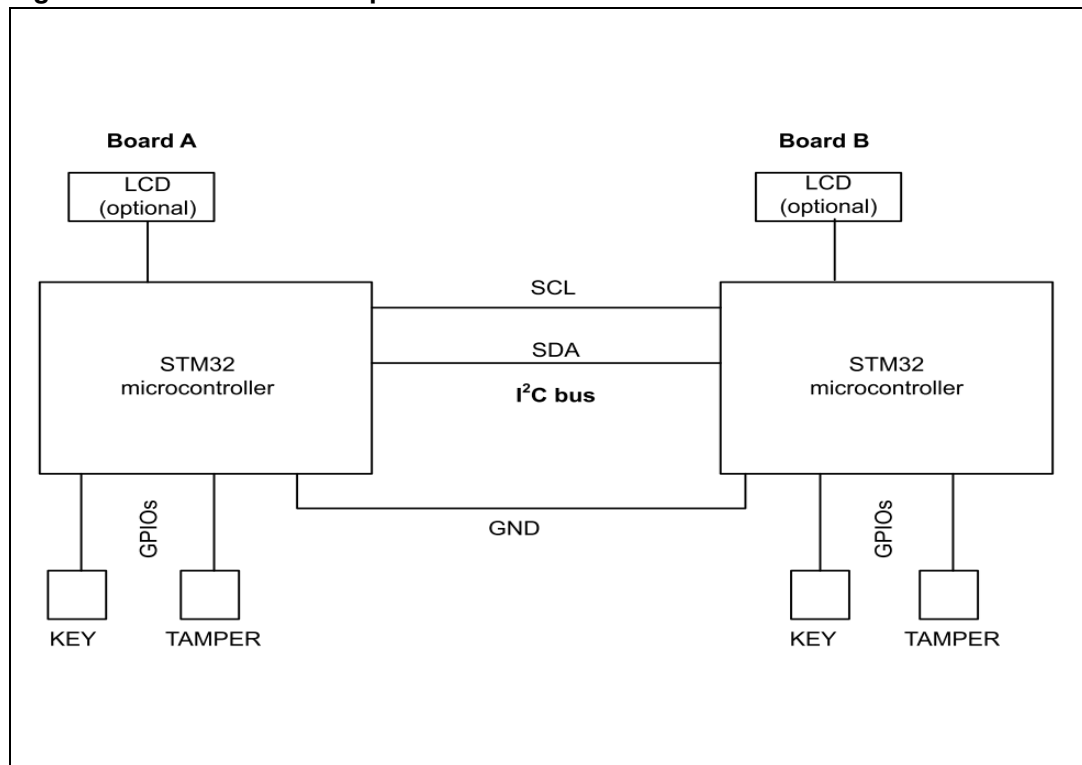 Board A
Board B
LCD
(optional)
LCD
(optional)
SCL
SDA
I²C bus
STM32
microcontroller
STM32
microcontroller
GND
GPIOs
GPIOs
KEY
TAMPER
KEY
TAMPER